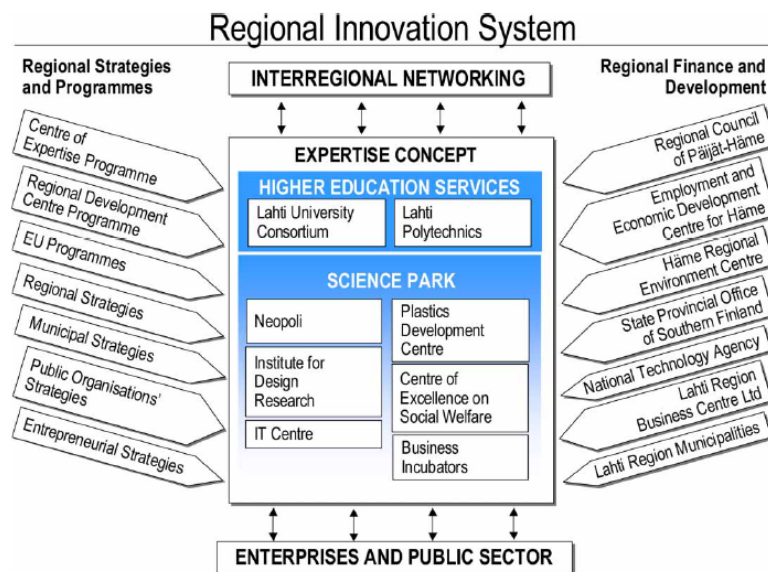 Regional Innovation System
Regional Strategies
and Programmes
Centre of
Expertise Programme
Regional Development
Centre Programme
EU Programmes
Regional Strategies
Municipal Strategies
Public Organisations'
Strategies
Entrepreneurial Strategies
INTERREGIONAL NETWORKING
EXPERTISE CONCEPT
HIGHER EDUCATION SERVICES
Lahti University
Consortium
Lahti
Polytechnics
SCIENCE PARK
Neopoli
Institute for
Design
Research
IT Centre
Plastics
Development
Centre
Centre of
Excellence on
Social Welfare
Business
Incubators
ENTERPRISES AND PUBLIC SECTOR
Regional Finance and
Development
Regional Council
of Päijät-Häme
Employment and
Economic Development
Centre for Häme
Häme Regional
Environment Centre
State Provincial Office
of Southern Finland
National Technology Agency
Lahti Region
Business Centre Ltd
Lahti Region Municipalities